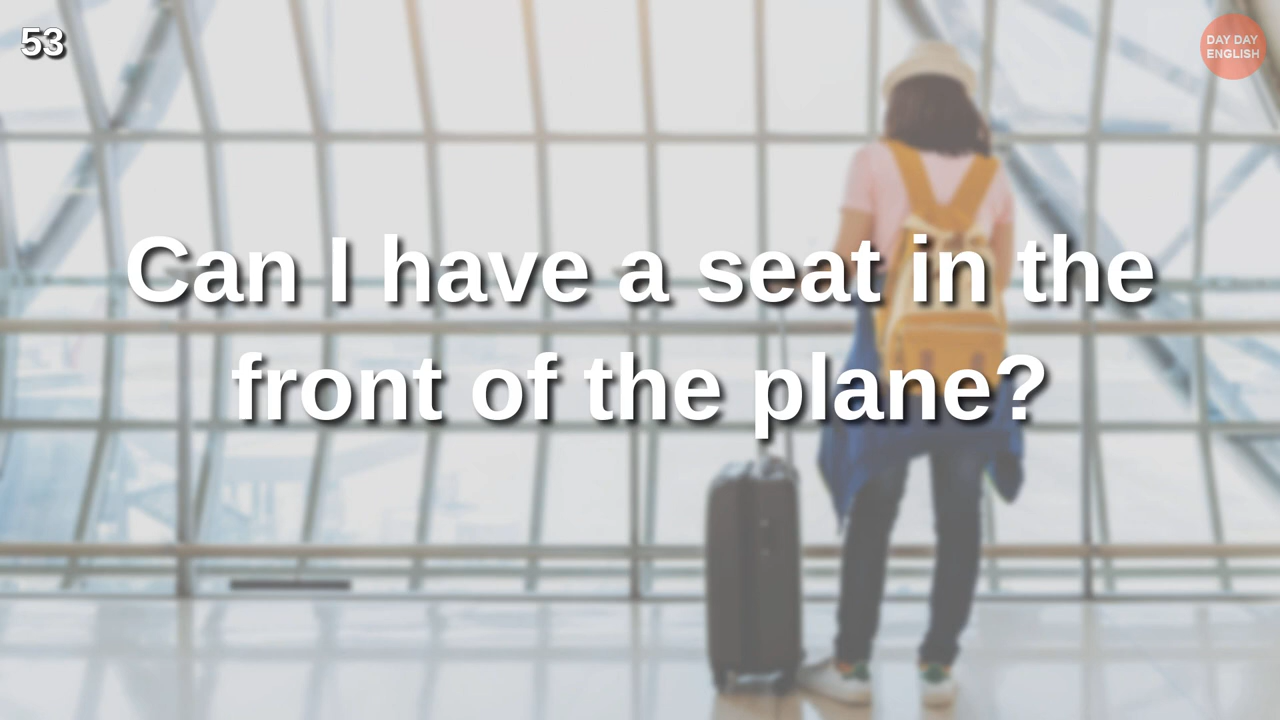 53
DAY DAY
ENGLISH
Can I have a seat in the
front of the plane?